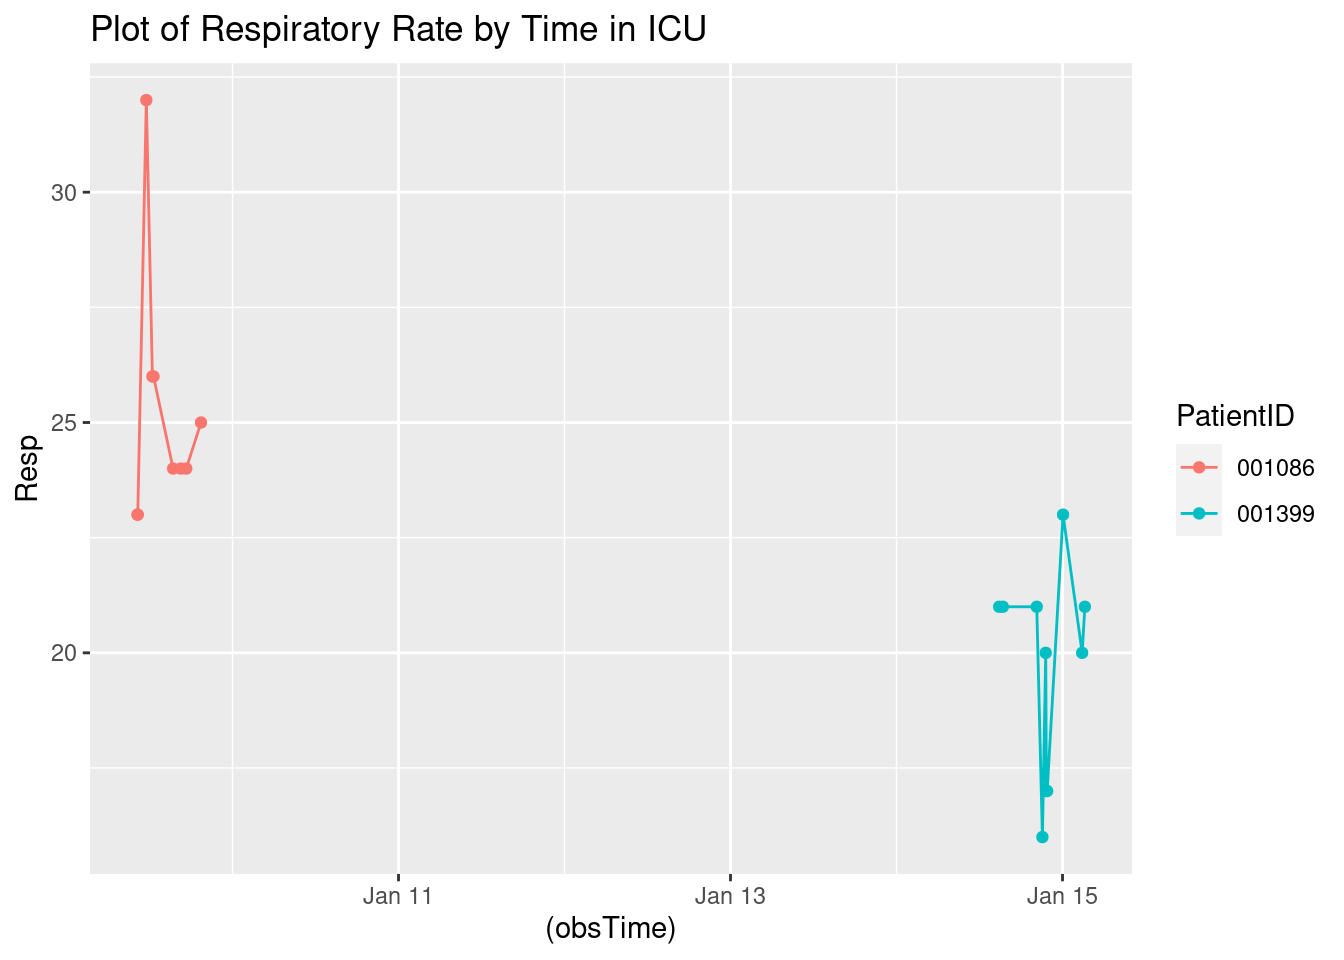 Plot of Respiratory Rate by Time in ICU
30
25
20
Resp
Jan 11
Jan 13
Jan 15
(obsTime)
PatientID
001086
001399